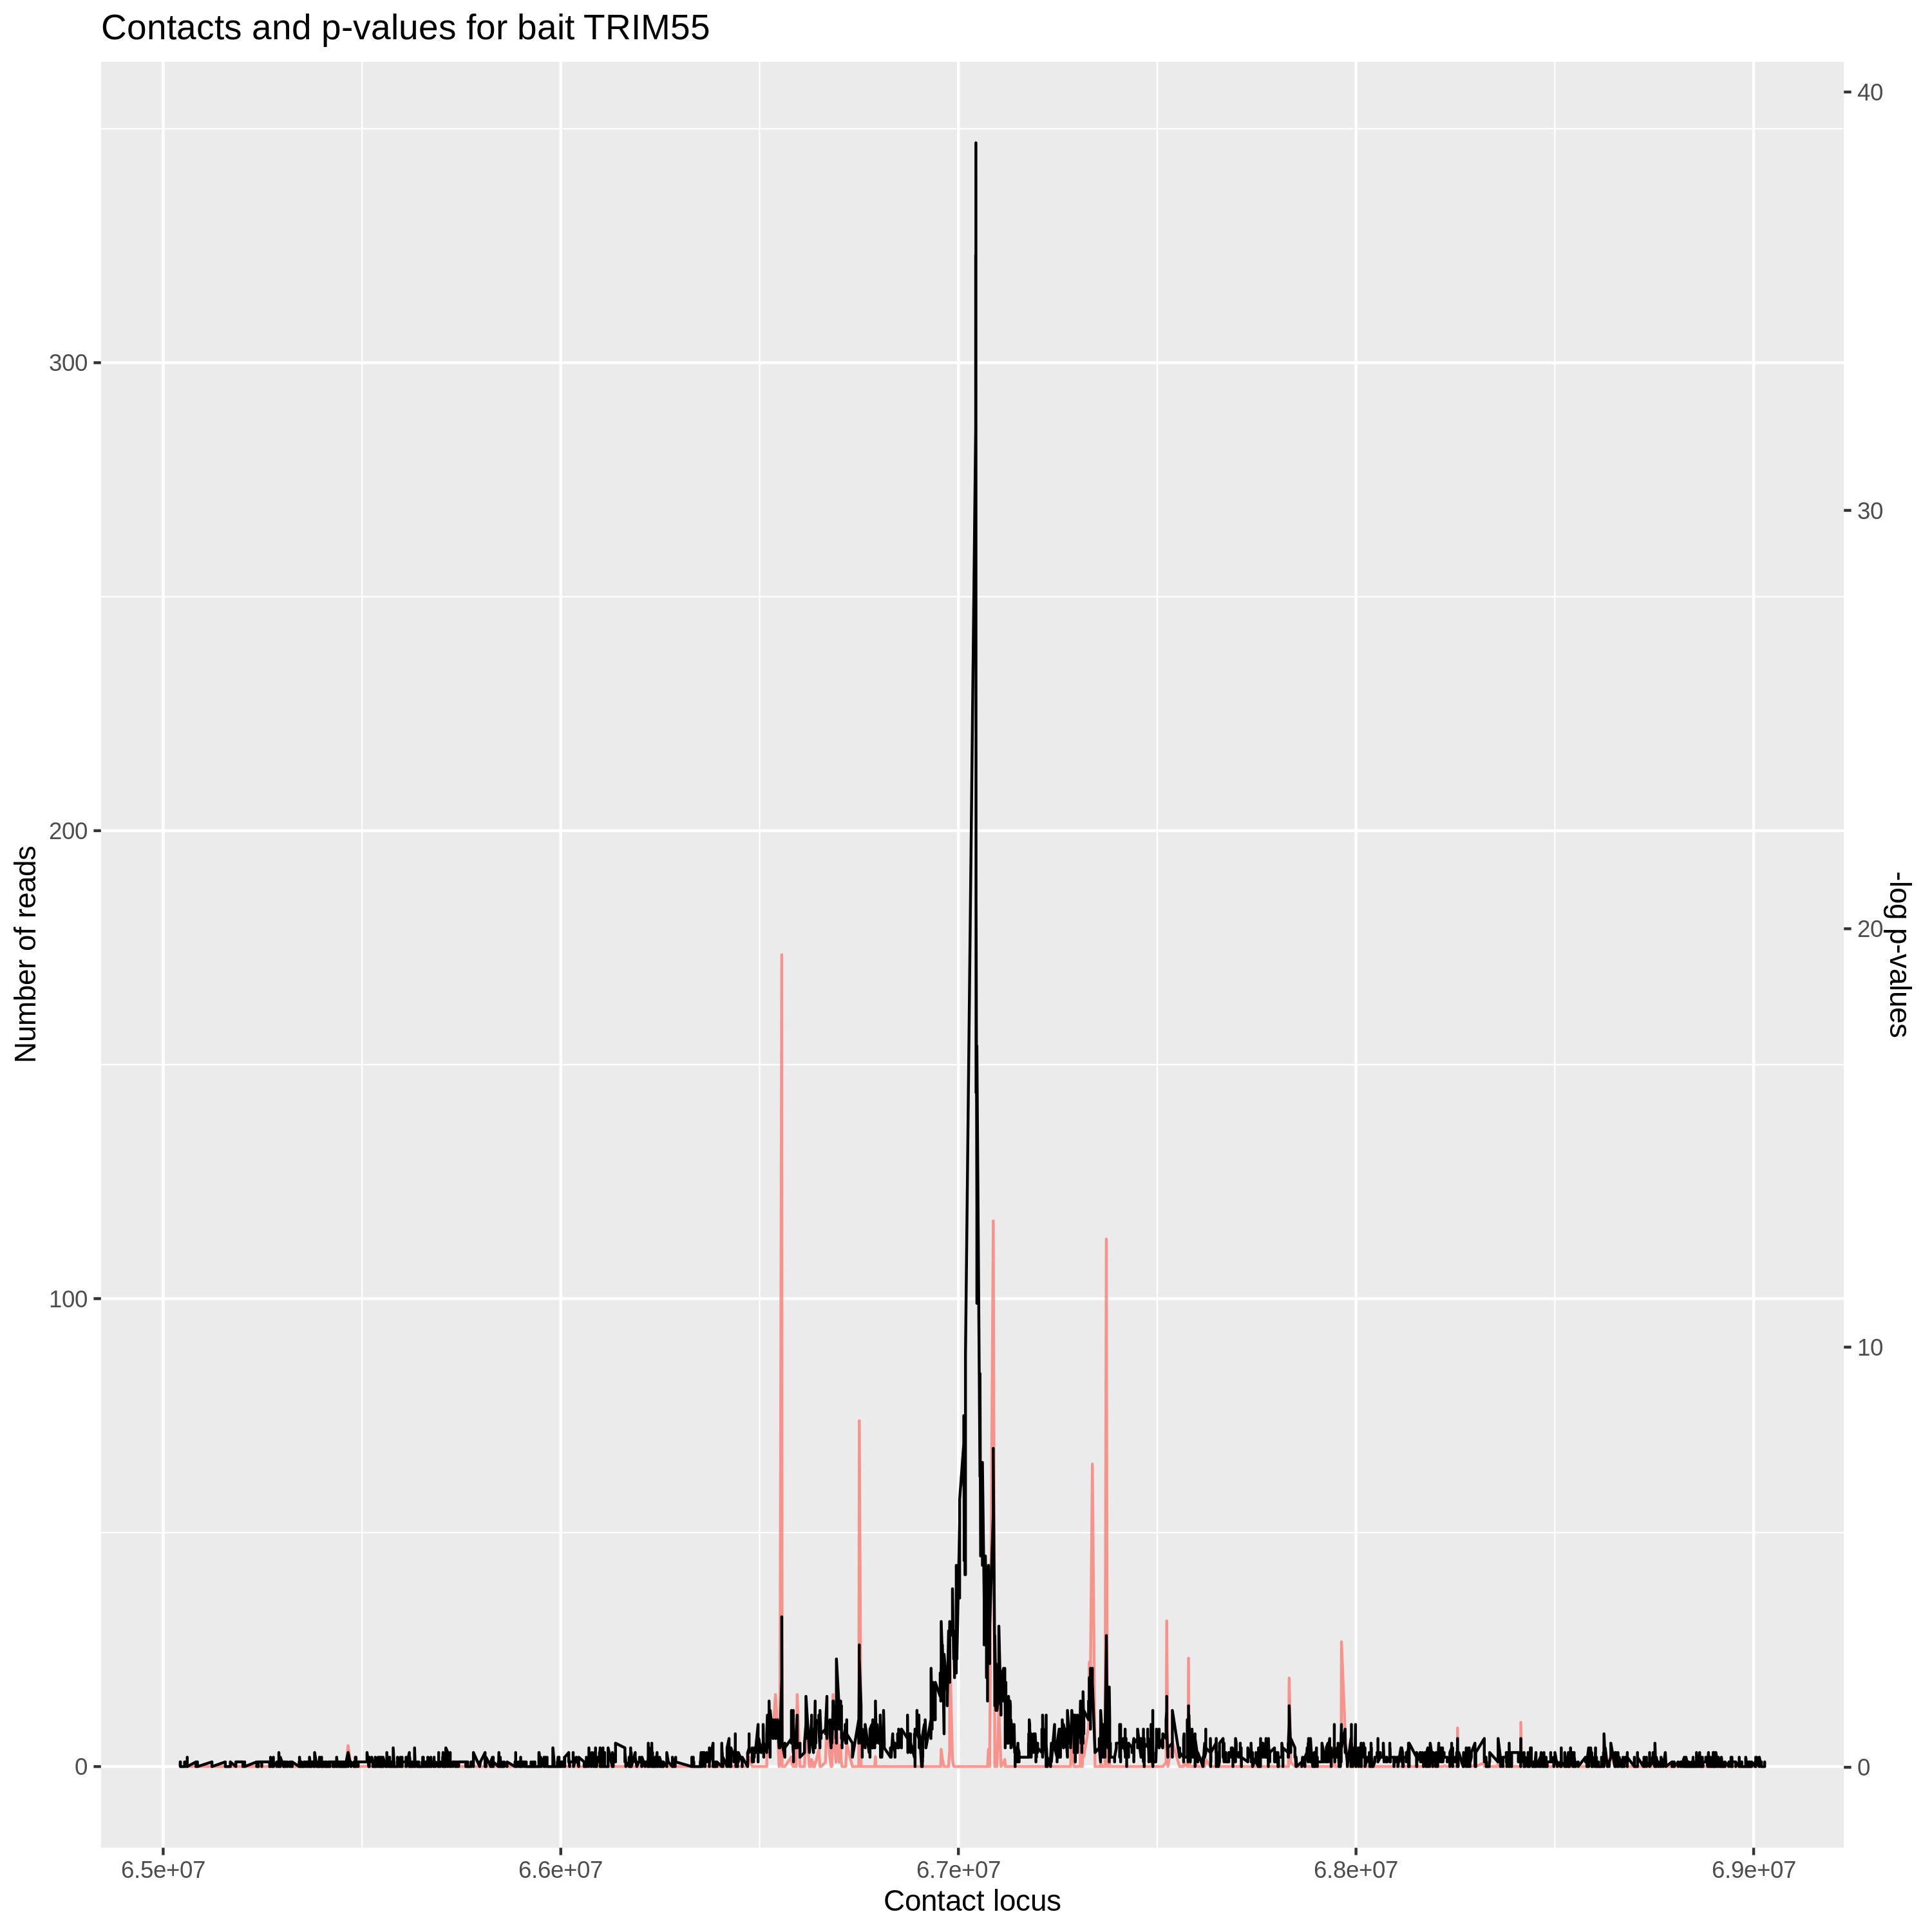 Contacts and p-values for bait TRIM55
Number of reads
300
200
100
0
40
30
20
10
0
-log p-values
6.5e+07
6.6e+07
6.7e+07
6.8e+07
6.9e+07
Contact locus